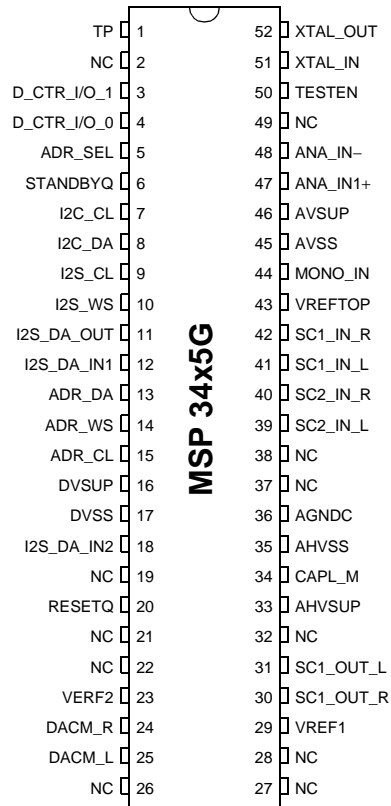 TP 1 52 XTAL_OUT
NC 2 51 XTAL_IN
D_CTR_I/O_1 3 50 TESTEN
D_CTR_I/O_0 4 49 NC
ADR_SEL 5 48 ANA_IN−
STANDBYQ 6 47 ANA_IN1+
I2C_CL 7 46 AVSUP
I2C_DA 8 45 AVSS
I2S_CL 9 44 MONO_IN
I2S_WS 10 43 VREFTOP
I2S_DA_OUT 11 42 SC1_IN_R
I2S_DA_IN1 12 41 SC1_IN_L
ADR_DA 13 40 SC2_IN_R
ADR_WS 14 39 SC2_IN_L
ADR_CL 15 38 NC
DVSUP 16 37 NC
DVSS 17 36 AGNDC
I2S_DA_IN2 18 35 AHVSS
NC 19 34 CAPL_M
RESETQ 20 33 AHVSUP
NC 21 32 NC
NC 22 31 SC1_OUT_L
VERF2 23 30 SC1_OUT_R
DACM_R 24 29 VREF1
DACM_L 25 28 NC
NC 26 27 NC
MSP 34x5G